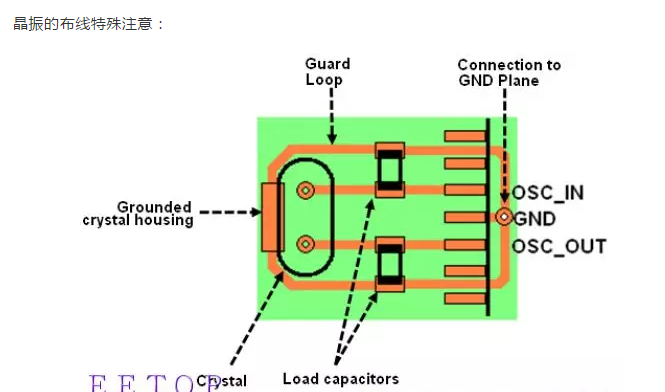 晶振的布线特殊注意：
Guard
Loop
Connection to
GND Plane
OSC_IN
Grounded
crystal housing
GND
OSC_OUT
EETOP
Crystal
Load capacitors